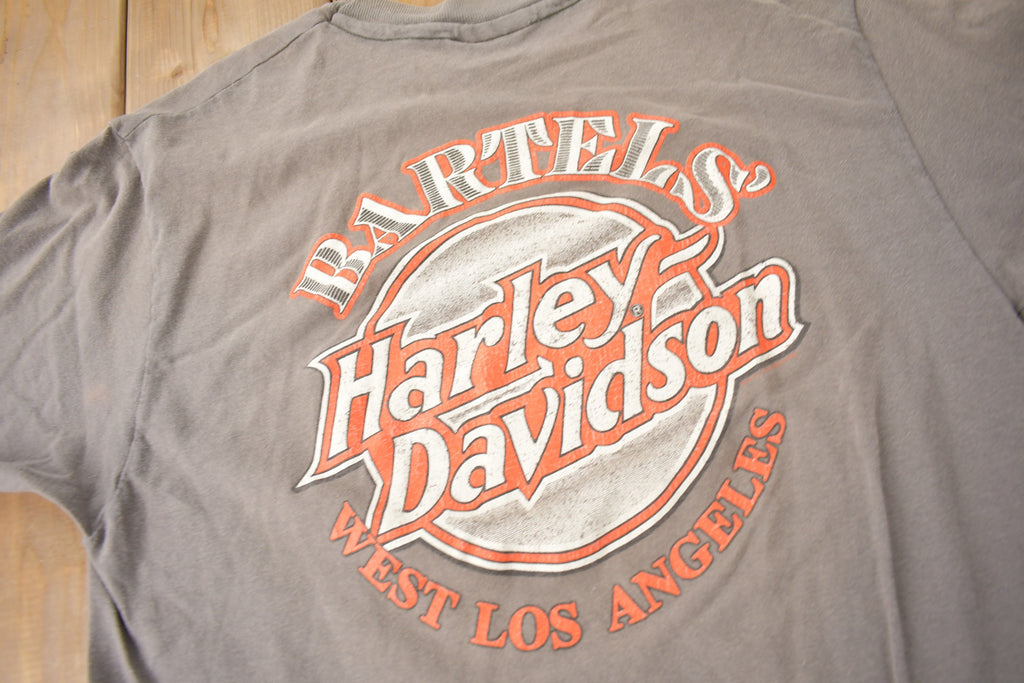 BARTELS'
Harley
Davidson
®
WEST LOS ANGELES